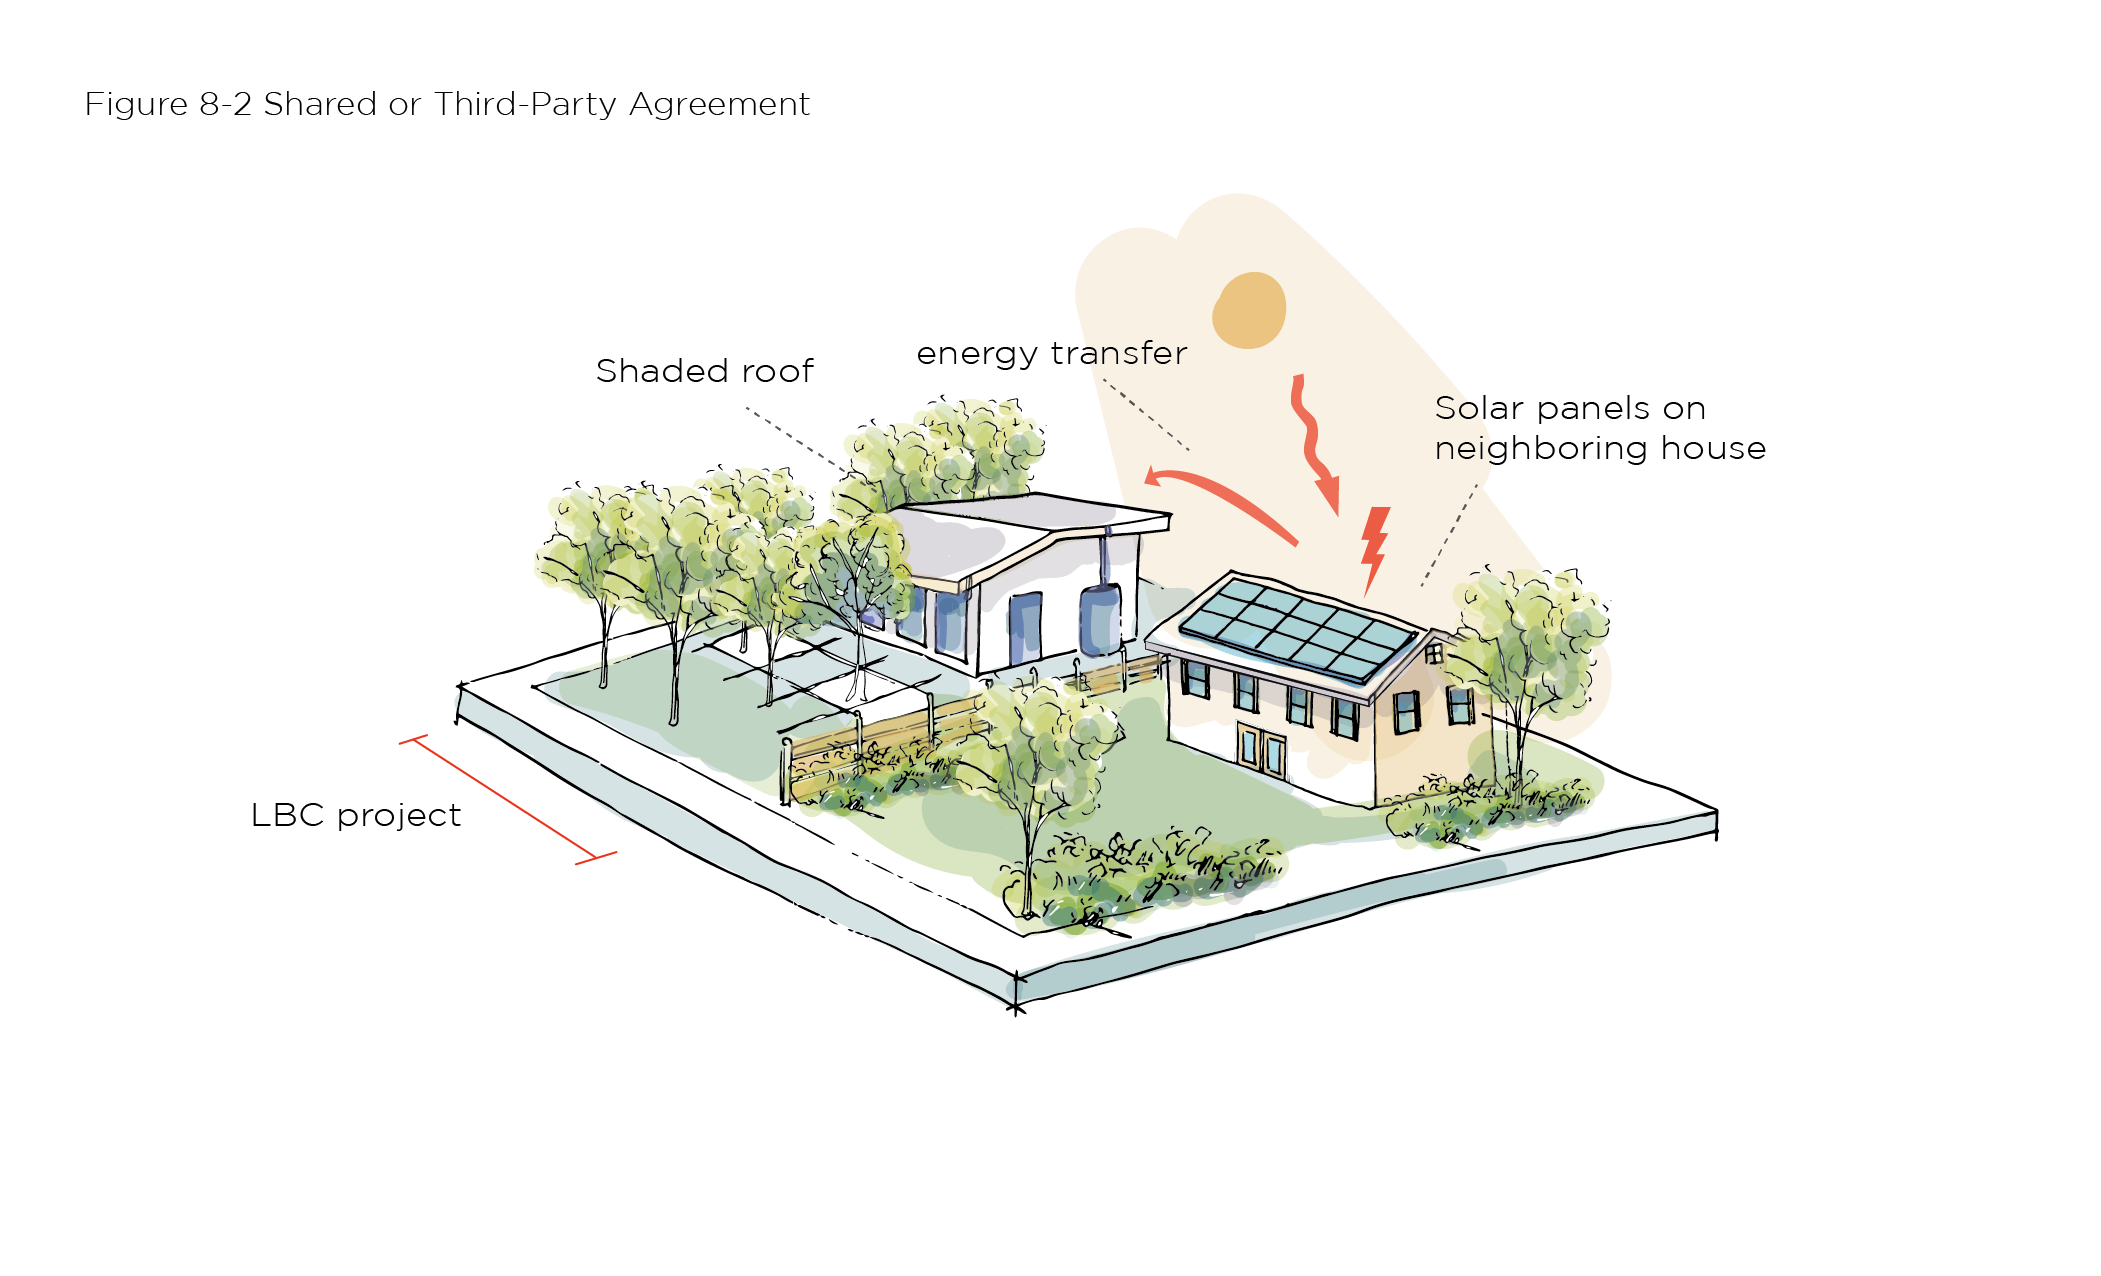 Figure 8-2 Shared or Third-Party Agreement
Shaded roof
energy transfer
Solar panels on
neighboring house
LBC project